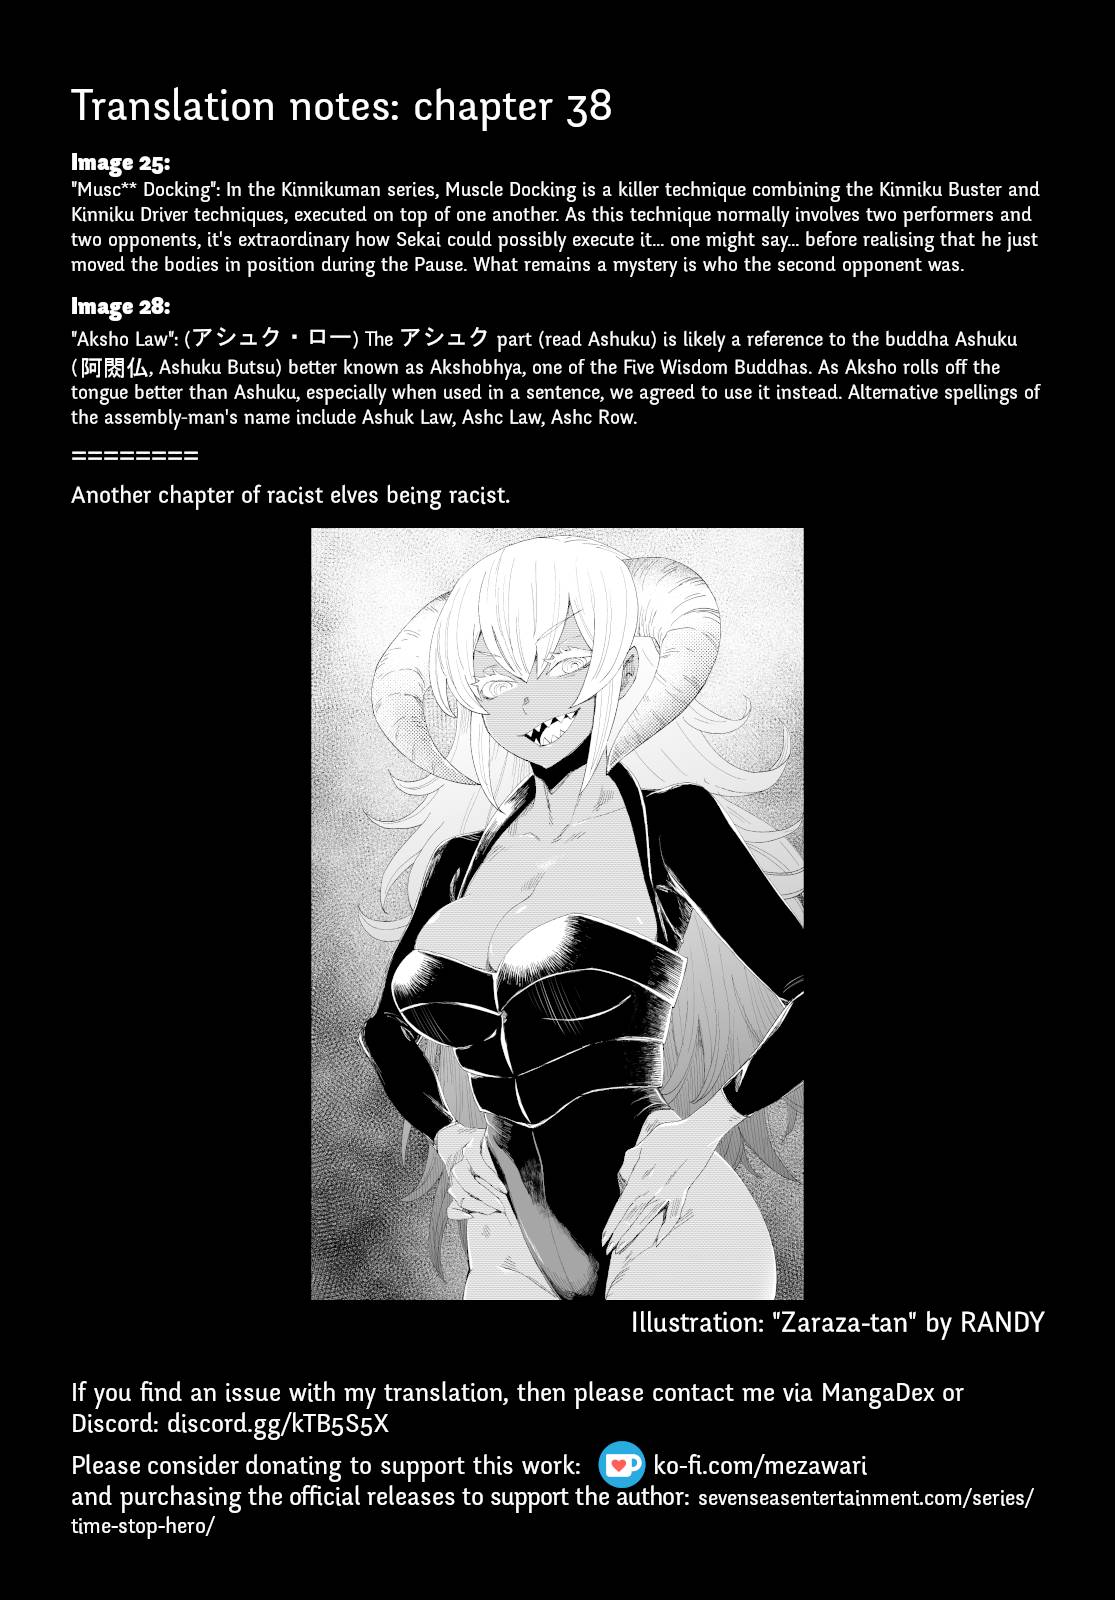 Translation notes: chapter 38
Image 25:
"Musc** Docking": In the Kinnikuman series, Muscle Docking is a killer technique combining the Kinniku Buster and
Kinniku Driver techniques, executed on top of one another. As this technique normally involves two performers and
two opponents, it's extraordinary how Sekai could possibly execute it... one might say... before realising that he just
moved the bodies in position during the Pause. What remains a mystery is who the second opponent was.
Image 28:
"Aksho Law": (アシュク・ロー) The アシュク part (read Ashuku) is likely a reference to the buddha Ashuku
(阿閦仏, Ashuku Butsu) better known as Akshobhya, one of the Five Wisdom Buddhas. As Aksho rolls off the
tongue better than Ashuku, especially when used in a sentence, we agreed to use it instead. Alternative spellings of
the assembly-man's name include Ashuk Law, Ashc Law, Ashc Row.
========
Another chapter of racist elves being racist.
Illustration: "Zaraza-tan" by RANDY
If you find an issue with my translation, then please contact me via MangaDex or
Discord: discord.gg/kTB5S5X
Please consider donating to support this work: ko-fi.com/mezawari
and purchasing the official releases to support the author: sevenseasentertainment.com/series/
time-stop-hero/